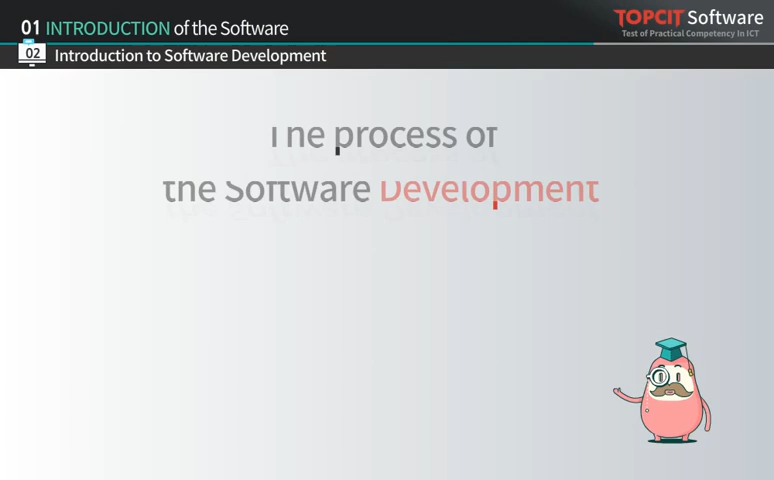 01 INTRODUCTION of the Software
TOPCIT Software
Test of Practical Competency In ICT
02 Introduction to Software Development
The process of
the Software Development